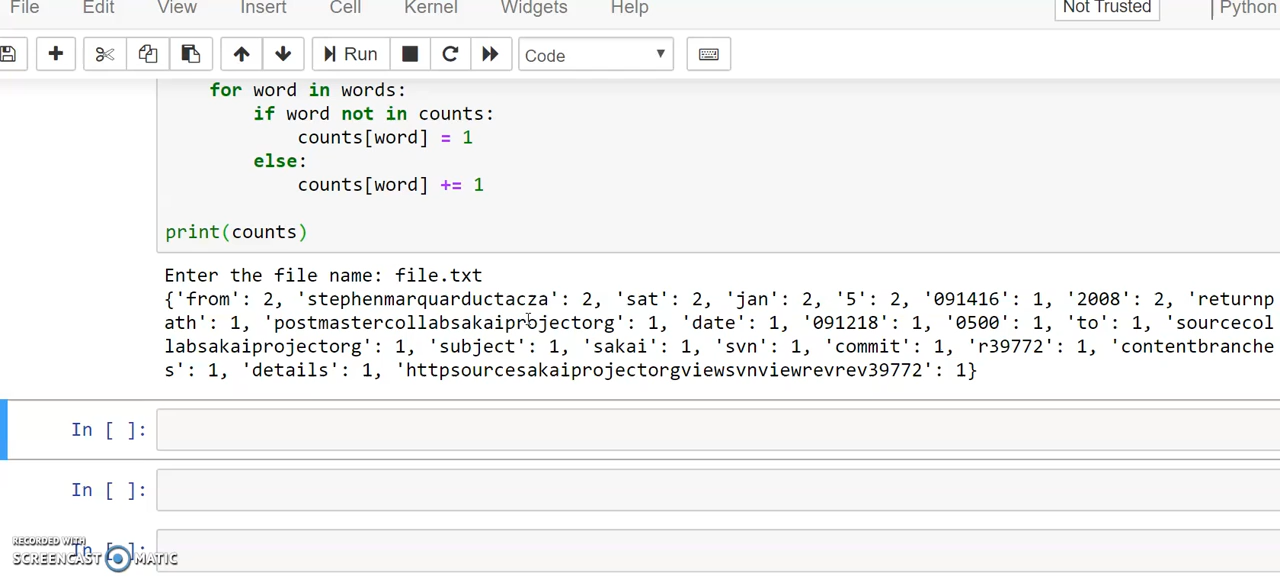 File Edit View Insert Cell Kernel Widgets Help Not Trusted Python
Run Code
for word in words:
if word not in counts:
counts[word] = 1
else:
counts[word] += 1
print(counts)
Enter the file name: file.txt
{'from': 2, 'stephenmarquarductacza': 2, 'sat': 2, 'jan': 2, '5': 2, '091416': 1, '2008': 2, 'returnp
ath': 1, 'postmastercollabsakaiprojectorg': 1, 'date': 1, '091218': 1, '0500': 1, 'to': 1, 'sourcecol
labsakaiprojectorg': 1, 'subject': 1, 'sakai': 1, 'svn': 1, 'commit': 1, 'r39772': 1, 'contentbranche
s': 1, 'details': 1, 'httpsourcesakaiprojectorgviewsvnviewrevrev39772': 1}
In [ ]:
In [ ]:
In [ ]:
RECORDED WITH
SCREENCAST MATIC